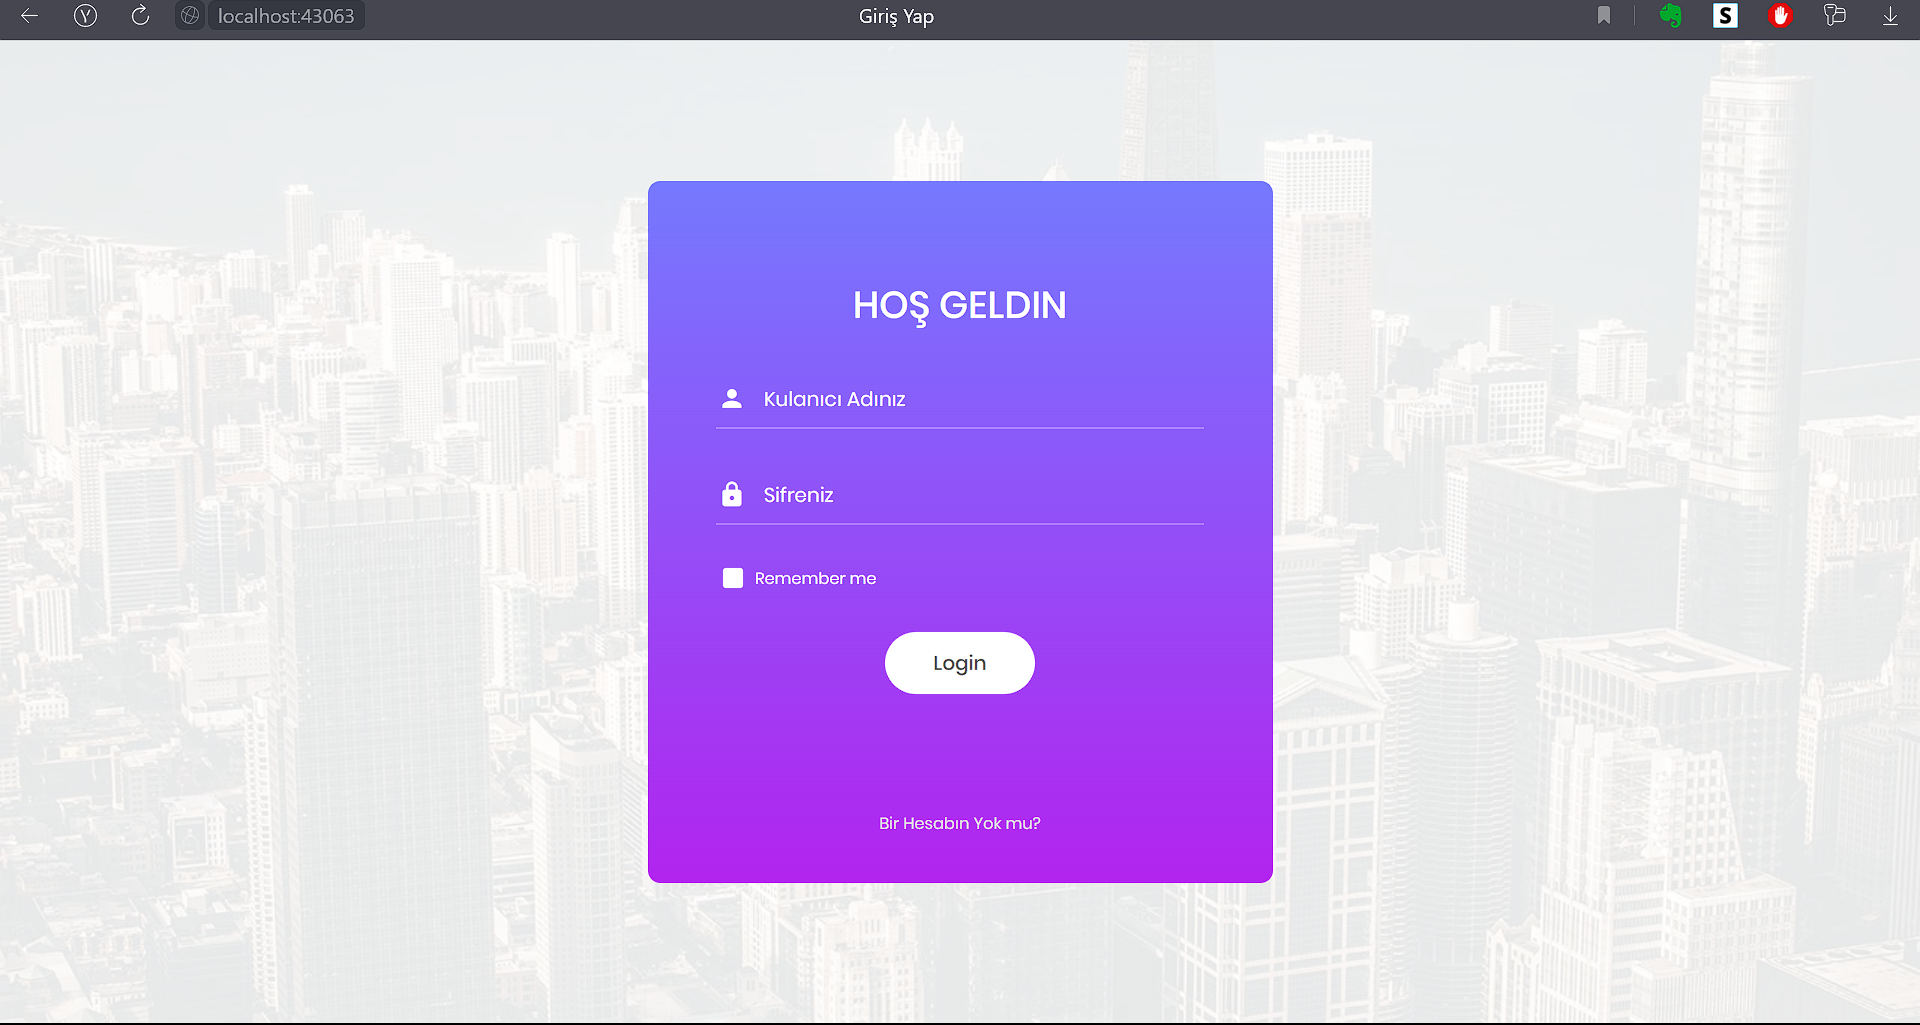 localhost:43063
Giriş Yap
S
HOŞ GELDIN
Kulanıcı Adınız
Sifreniz
Remember me
Login
Bir Hesabın Yok mu?